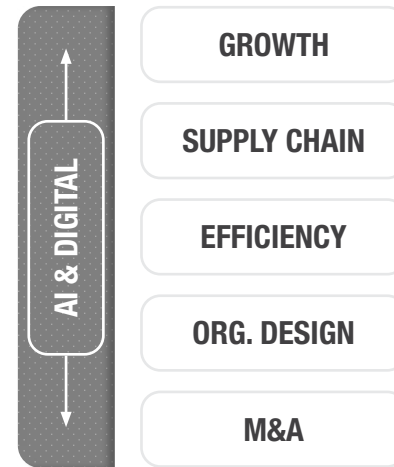 AI & DIGITAL
GROWTH
SUPPLY CHAIN
EFFICIENCY
ORG. DESIGN
M&A